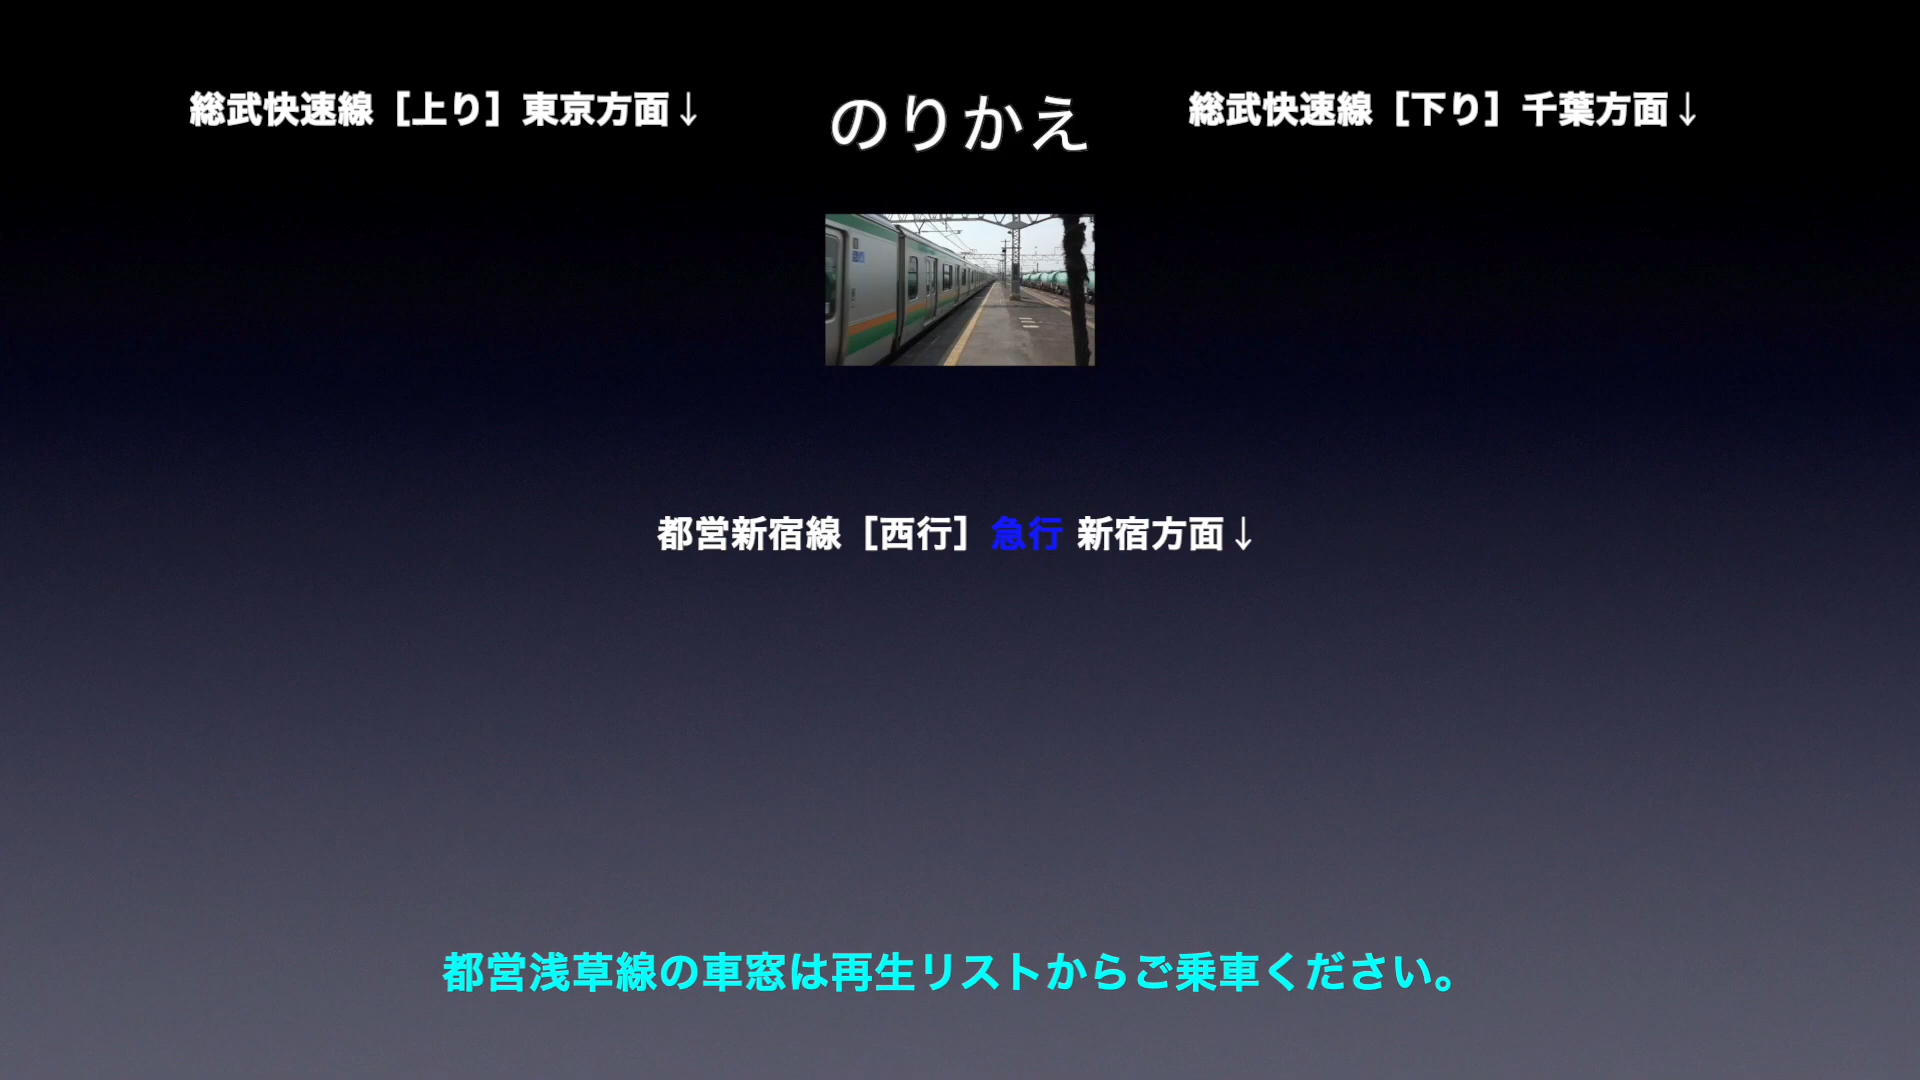 総武快速線［上り］東京方面↓
のりかえ
総武快速線［下り］千葉方面↓
都営新宿線［西行］急行 新宿方面↓
都営浅草線の車窓は再生リストからご乗車ください。